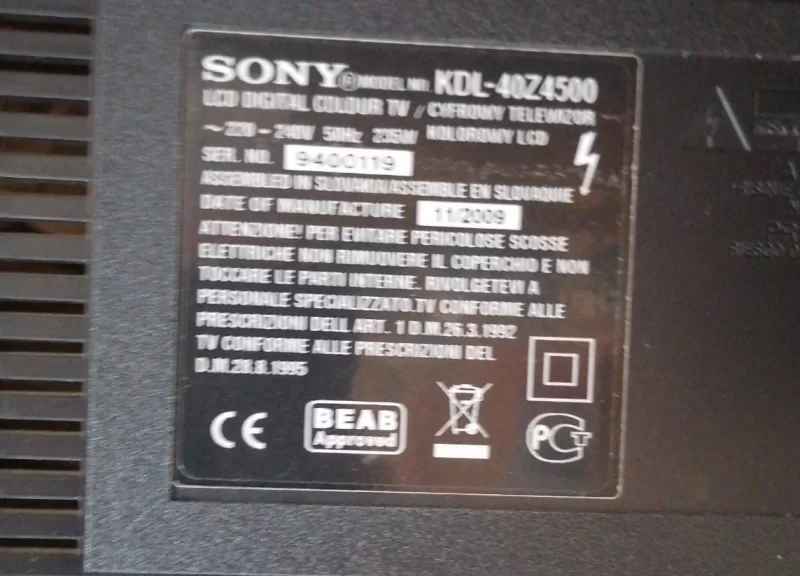 SONY® MODEL NO. KDL-40Z4500
LCD DIGITAL COLOUR TV / CYFROWY TELEWIZOR
~ 220 - 240V 50Hz 235W KOLOROWY LCD
SER. NO. 9400119
ASSEMBLED IN SLOVAKIA/ASSEMBLE EN SLOVAQUIE
DATE OF MANUFACTURE 11/2009
ATTENZIONE! PER EVITARE PERICOLOSE SCOSSE
ELETTRICHE NON RIMUOVERE IL COPERCHIO E NON
TOCCARE LE PARTI INTERNE. RIVOLGETEVI A
PERSONALE SPECIALIZZATO.TV CONFORME ALLE
PRESCRIZIONI DELL ART. 1 D.M.26.3.1992
TV CONFORME ALLE PRESCRIZIONI DEL
D.M.28.8.1995
CE
BEAB
Approved
PCT